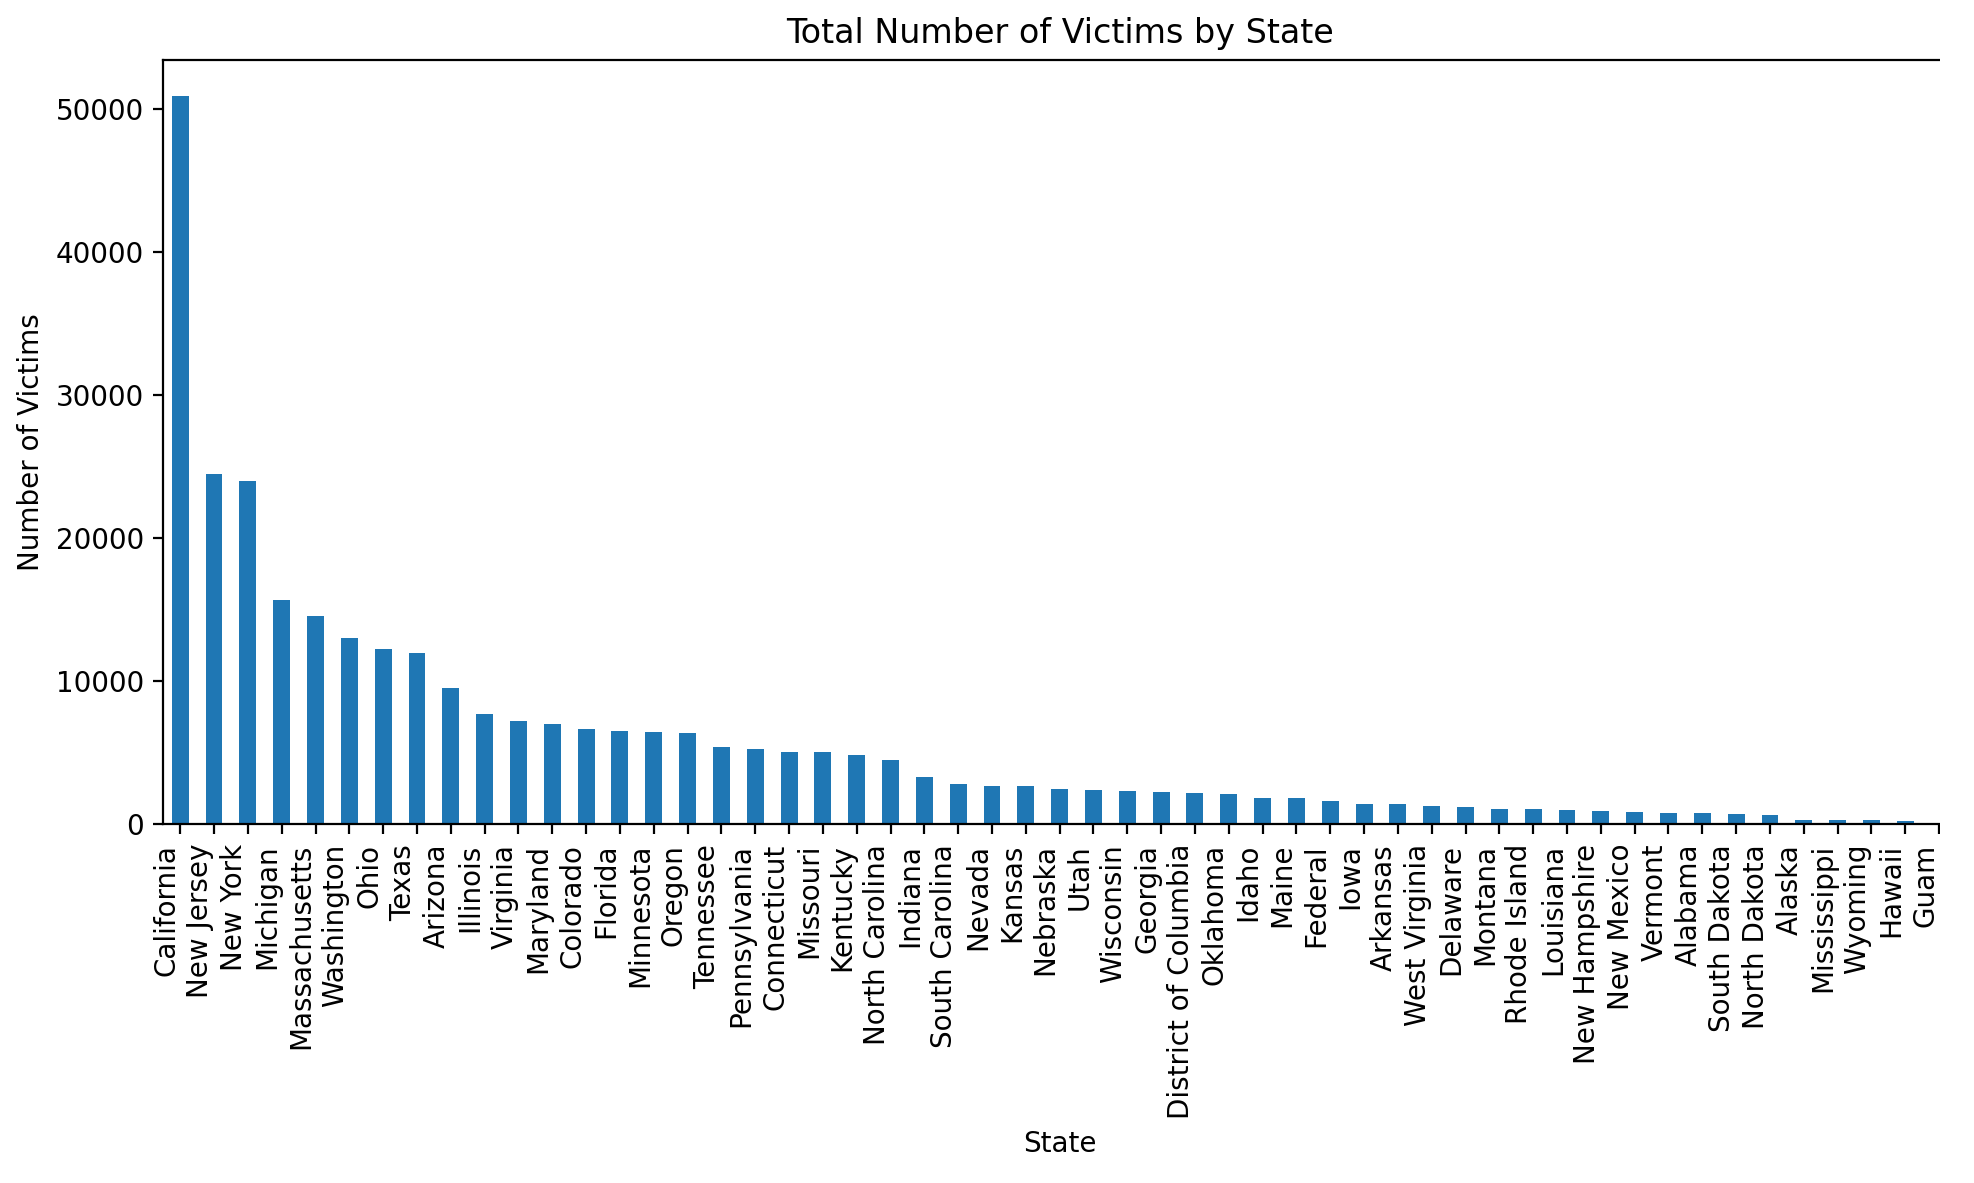 Total Number of Victims by State
Number of Victims
50000
40000
30000
20000
10000
0
California
New Jersey
New York
Michigan
Massachusetts
Washington
Ohio
Texas
Arizona
Illinois
Virginia
Maryland
Colorado
Florida
Minnesota
Oregon
Tennessee
Pennsylvania
Connecticut
Missouri
Kentucky
North Carolina
Indiana
South Carolina
Nevada
Kansas
Nebraska
Utah
Wisconsin
Georgia
District of Columbia
Oklahoma
Idaho
Maine
Federal
Iowa
Arkansas
West Virginia
Delaware
Montana
Rhode Island
Louisiana
New Hampshire
New Mexico
Vermont
Alabama
South Dakota
North Dakota
Alaska
Mississippi
Wyoming
Hawaii
Guam
State